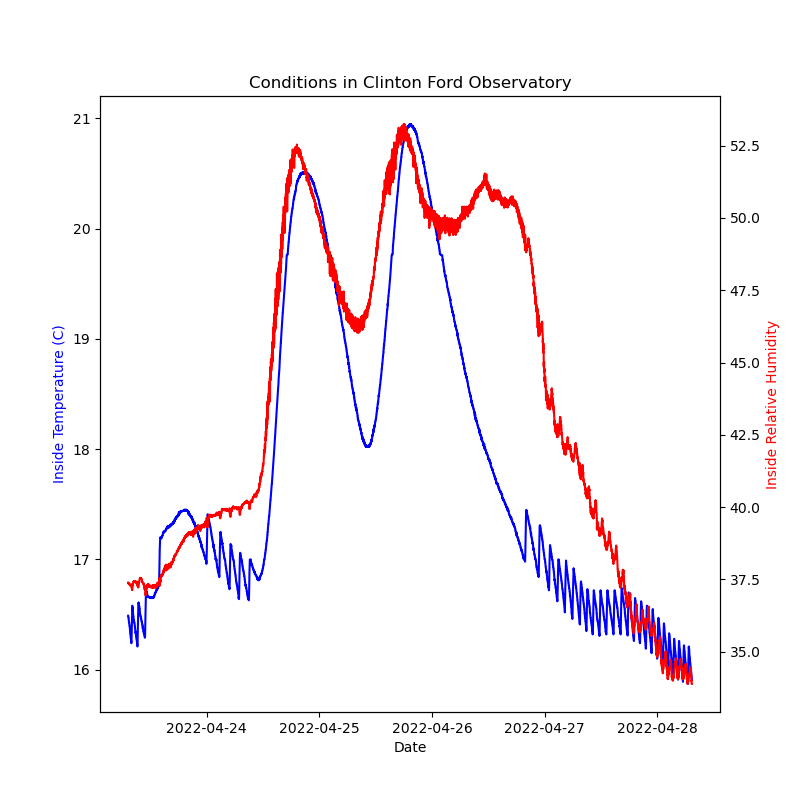 Conditions in Clinton Ford Observatory
21
20
19
18
17
16
Inside Temperature (C)
52.5
50.0
47.5
45.0
42.5
40.0
37.5
35.0
Inside Relative Humidity
2022-04-24 2022-04-25 2022-04-26 2022-04-27 2022-04-28
Date